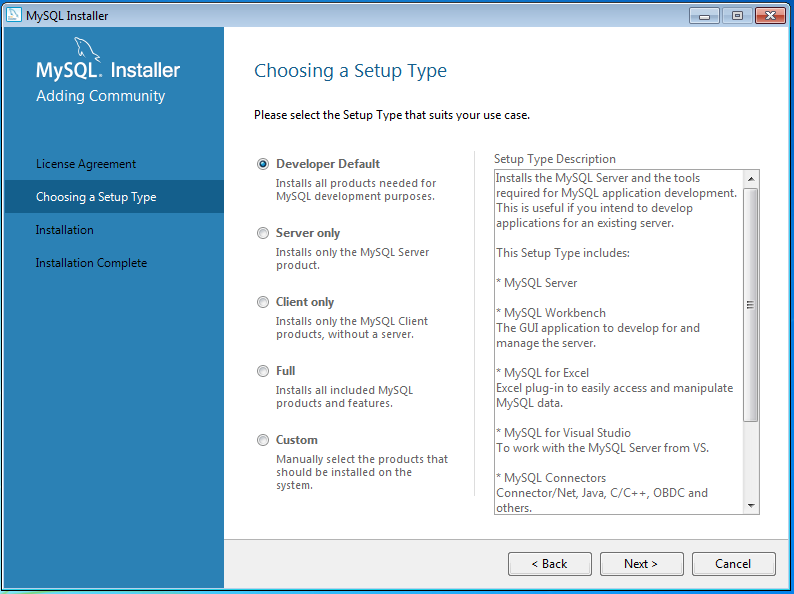 MySQL Installer
MySQL. Installer
Adding Community
License Agreement
Choosing a Setup Type
Installation
Installation Complete
Choosing a Setup Type
Please select the Setup Type that suits your use case.
Developer Default
Installs all products needed for
MySQL development purposes.
Server only
Installs only the MySQL Server
product.
Client only
Installs only the MySQL Client
products, without a server.
Full
Installs all included MySQL
products and features.
Custom
Manually select the products that
should be installed on the
system.
Setup Type Description
Installs the MySQL Server and the tools
required for MySQL application development.
This is useful if you intend to develop
applications for an existing server.
This Setup Type includes:
* MySQL Server
* MySQL Workbench
The GUI application to develop for and
manage the server.
* MySQL for Excel
Excel plug-in to easily access and manipulate
MySQL data.
* MySQL for Visual Studio
To work with the MySQL Server from VS.
* MySQL Connectors
Connector/Net, Java, C/C++, OBDC and
others.
< Back
Next >
Cancel